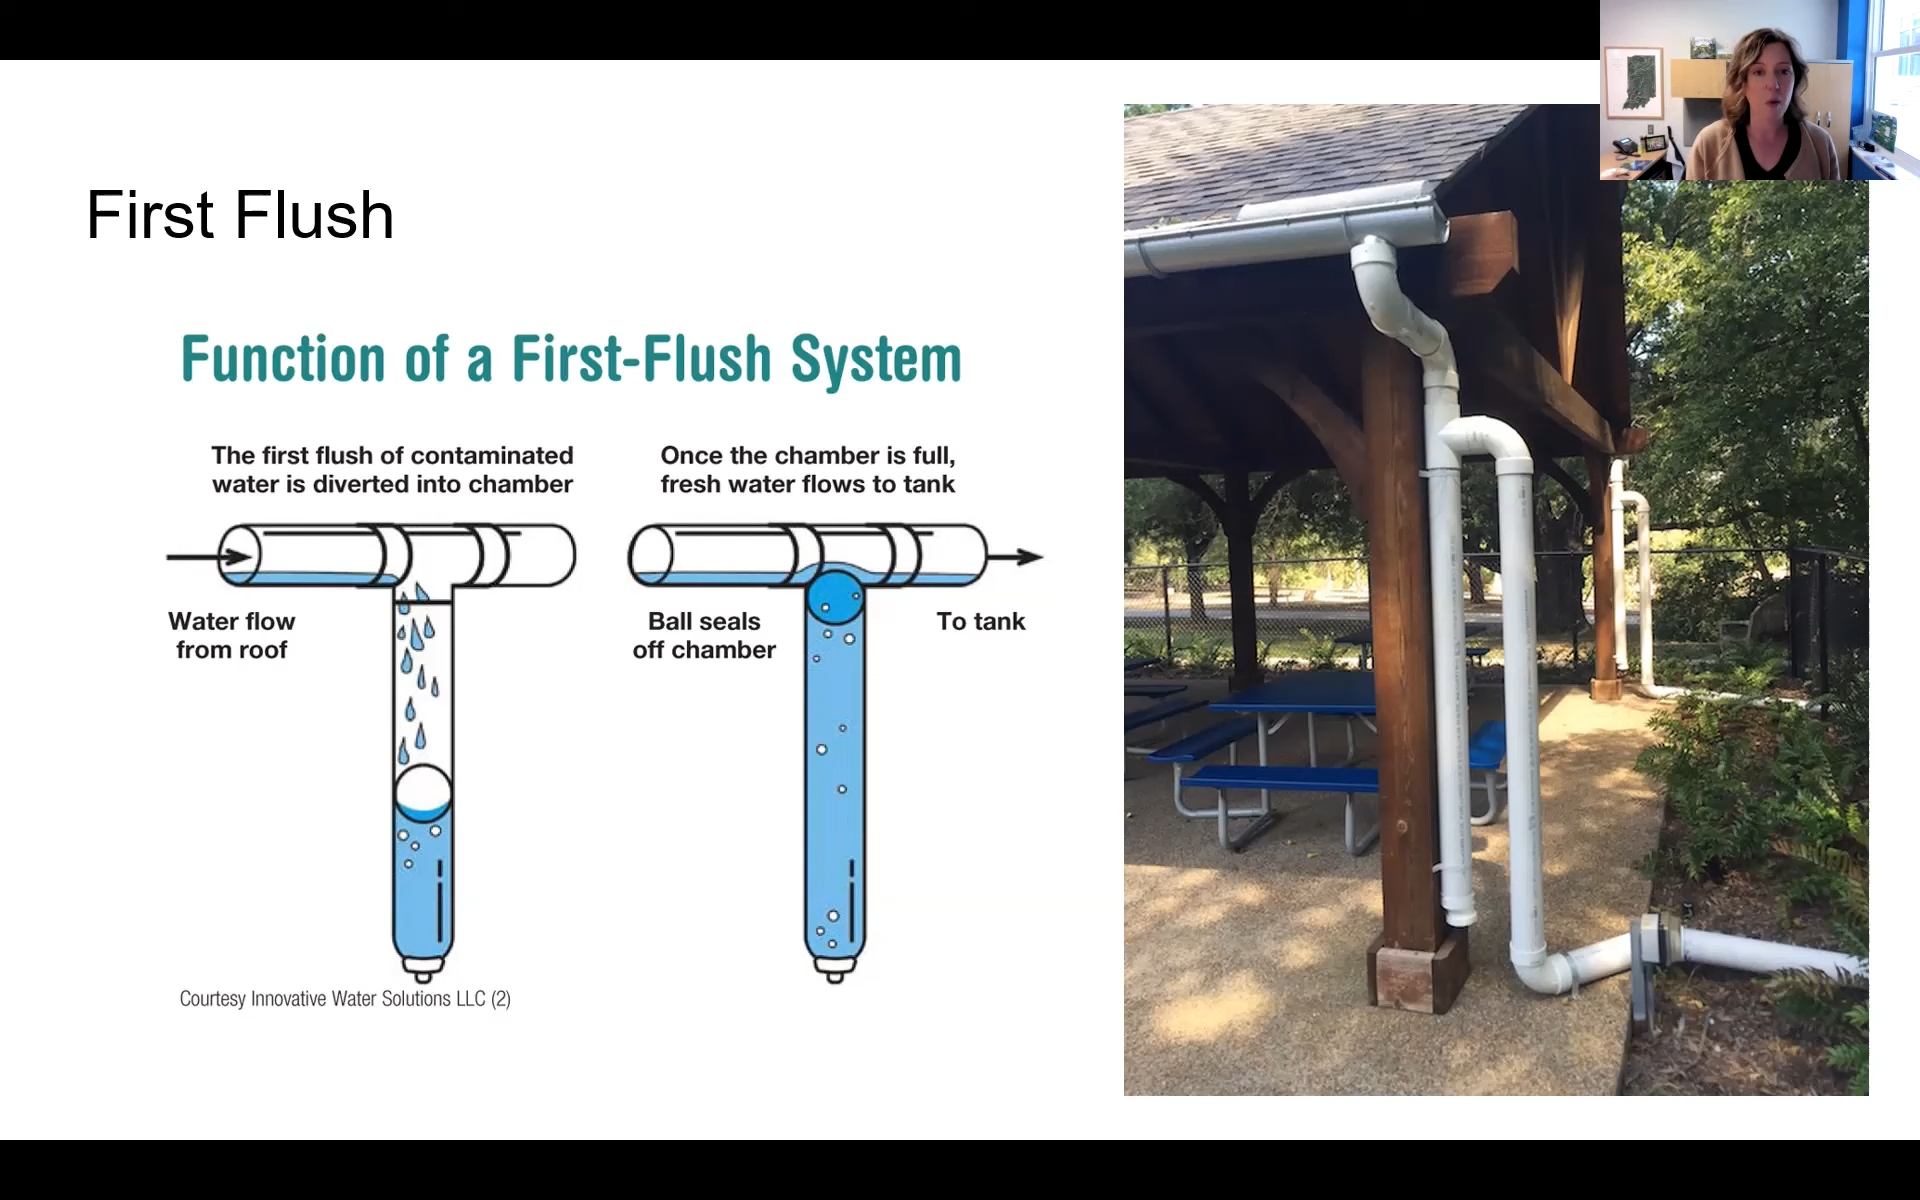 First Flush
Function of a First-Flush System
The first flush of contaminated
water is diverted into chamber
Once the chamber is full,
fresh water flows to tank
Water flow
from roof
Ball seals
off chamber
To tank
Courtesy Innovative Water Solutions LLC (2)